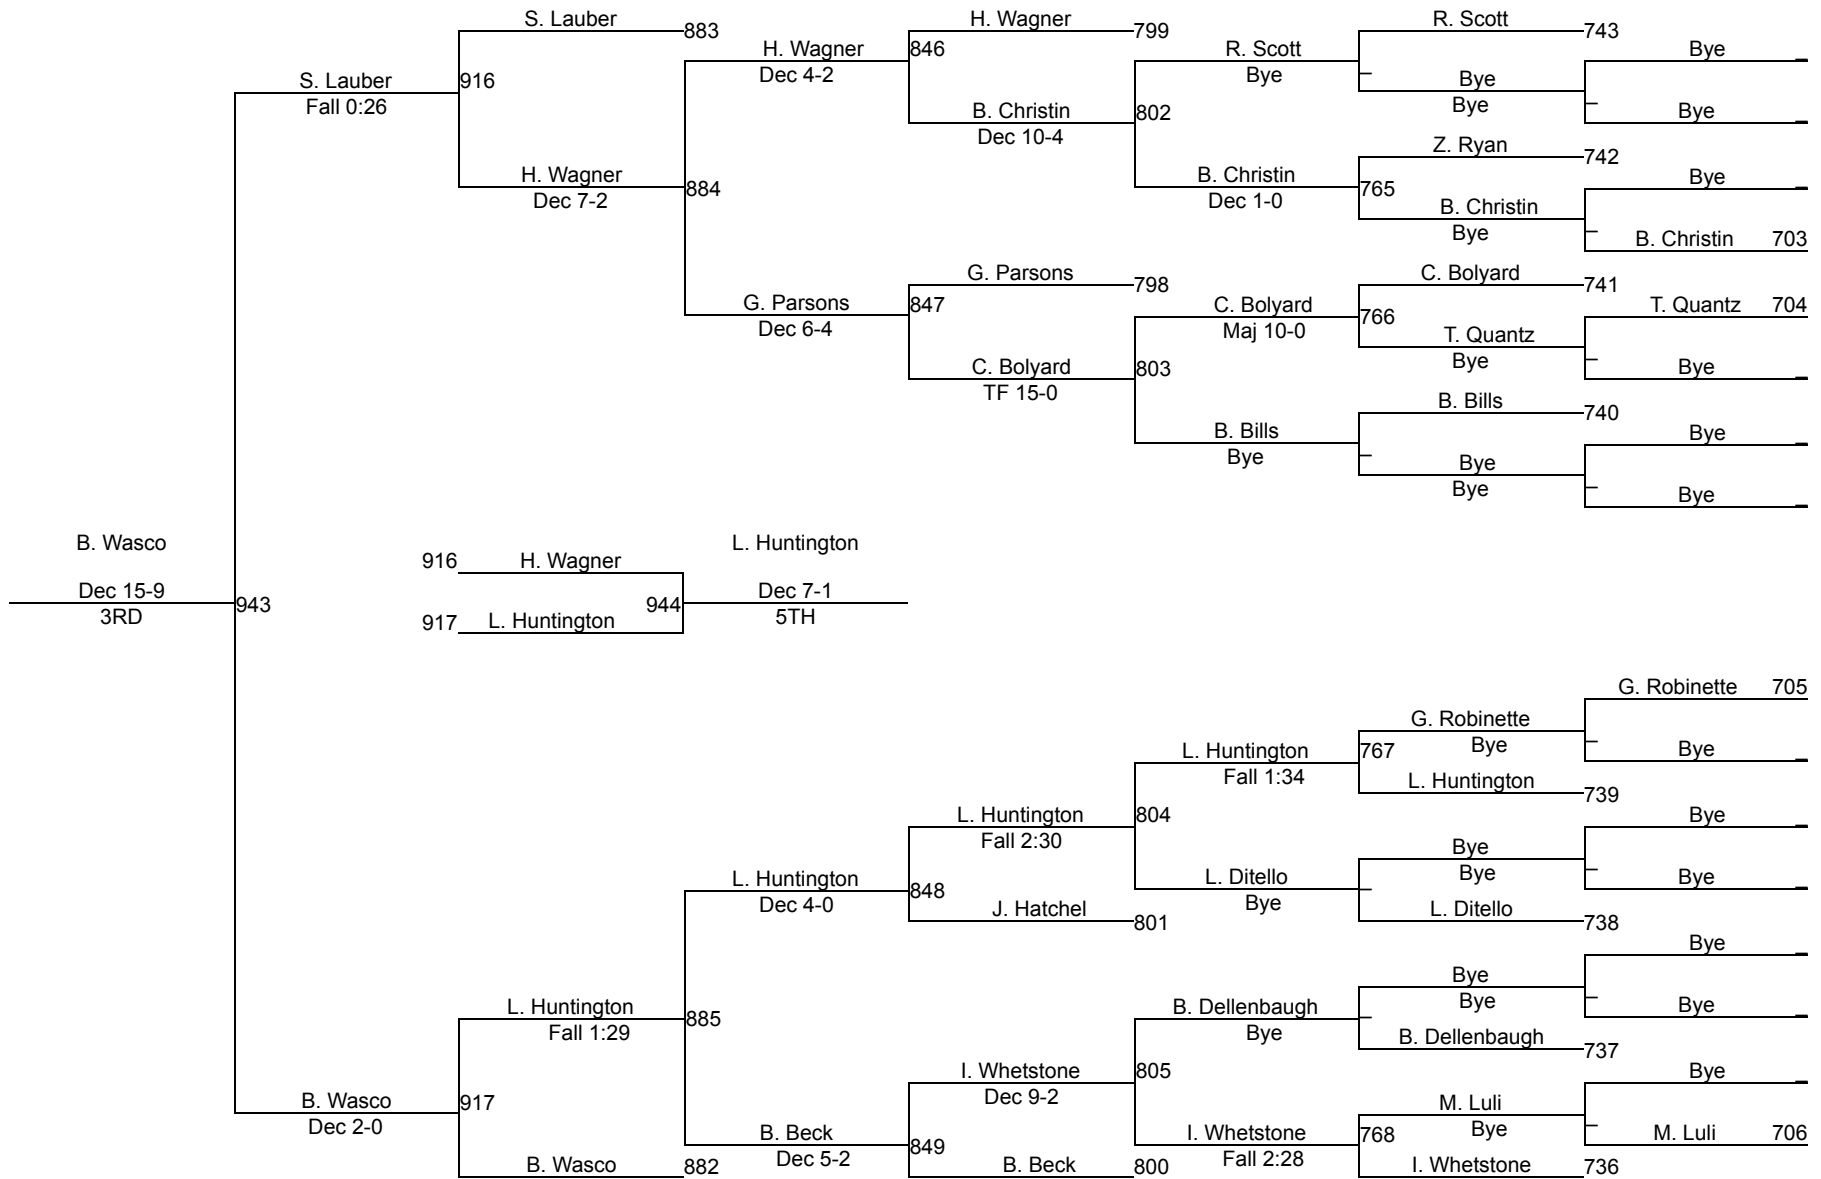 S. Lauber 883 H. Wagner 799 R. Scott 743
H. Wagner 846 R. Scott Bye _
S. Lauber 916 Dec 4-2 Bye _ Bye
Fall 0:26 B. Christin 802 Bye _ Bye _
Dec 10-4
Z. Ryan 742
H. Wagner 884 B. Christin 765 Bye _
Dec 7-2 Dec 1-0 B. Christin
Bye _ B. Christin 703
G. Parsons 798 C. Bolyard 741
G. Parsons 847 C. Bolyard 766 T. Quantz 704
Dec 6-4 Maj 10-0 T. Quantz
C. Bolyard 803 Bye _ Bye _
TF 15-0 B. Bills 740
B. Bills Bye _
Bye _ Bye
Bye _ Bye _
B. Wasco L. Huntington
916 H. Wagner
Dec 15-9 943 944 Dec 7-1
3RD 917 L. Huntington 5TH
G. Robinette 705
G. Robinette
L. Huntington 767 Bye _ Bye _
Fall 1:34 L. Huntington 739
L. Huntington 804 Bye _
Fall 2:30 Bye
L. Huntington 848 L. Ditello _ Bye _ Bye _
Dec 4-0 J. Hatchel 801 Bye L. Ditello 738
Bye _
Bye
L. Huntington 885 B. Dellenbaugh _ Bye _ Bye _
Fall 1:29 Bye B. Dellenbaugh 737
I. Whetstone 805 Bye _
B. Wasco 917 Dec 9-2 M. Luli
Dec 2-0 B. Beck 849 I. Whetstone 768 Bye _ M. Luli 706
B. Wasco 882 Dec 5-2 B. Beck 800 Fall 2:28 I. Whetstone 736